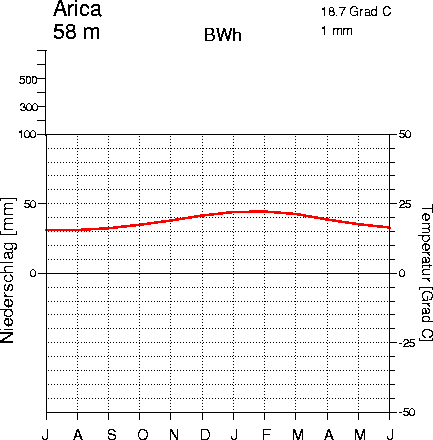 Arica
58 m
BWh
18.7 Grad C
1 mm
500
300
100
50
0
Niederschlag [mm]
50
25
0
-25
-50
Temperatur [Grad C]
J A S O N D J F M A M J